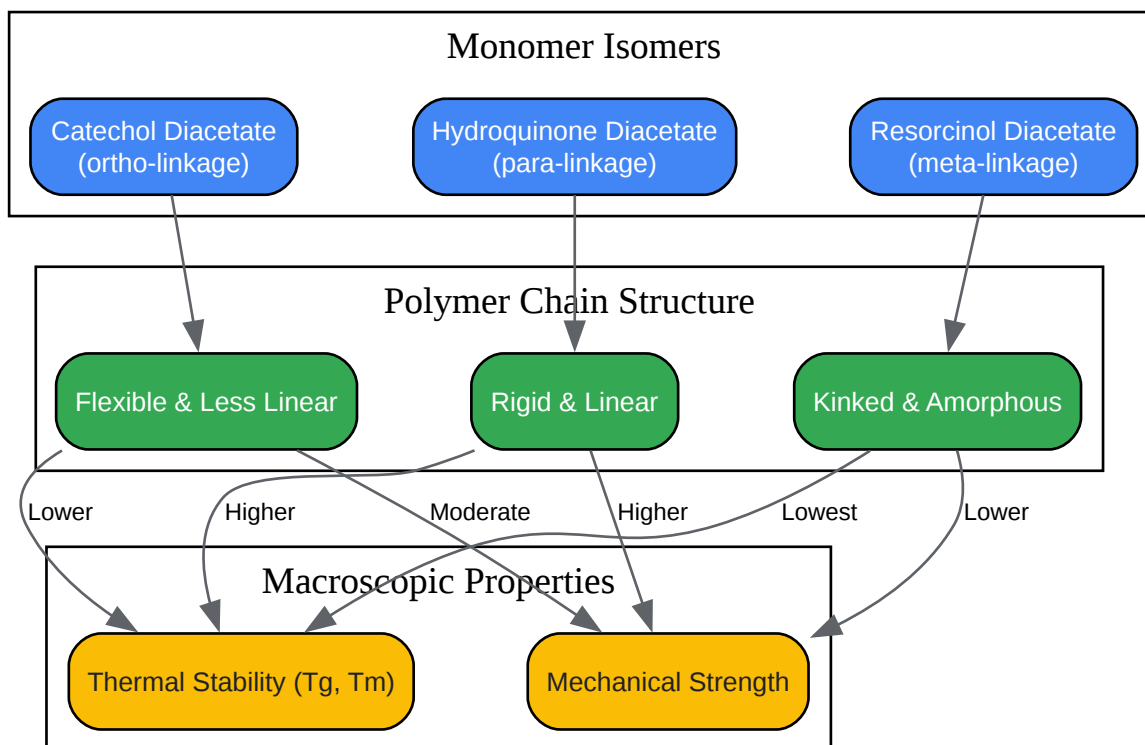 Monomer Isomers
Catechol Diacetate
(ortho-linkage)
Hydroquinone Diacetate
(para-linkage)
Resorcinol Diacetate
(meta-linkage)
Polymer Chain Structure
Flexible & Less Linear
Rigid & Linear
Kinked & Amorphous
Lower
Higher
Moderate
Higher
Lowest
Lower
Macroscopic Properties
Thermal Stability (Tg, Tm)
Mechanical Strength